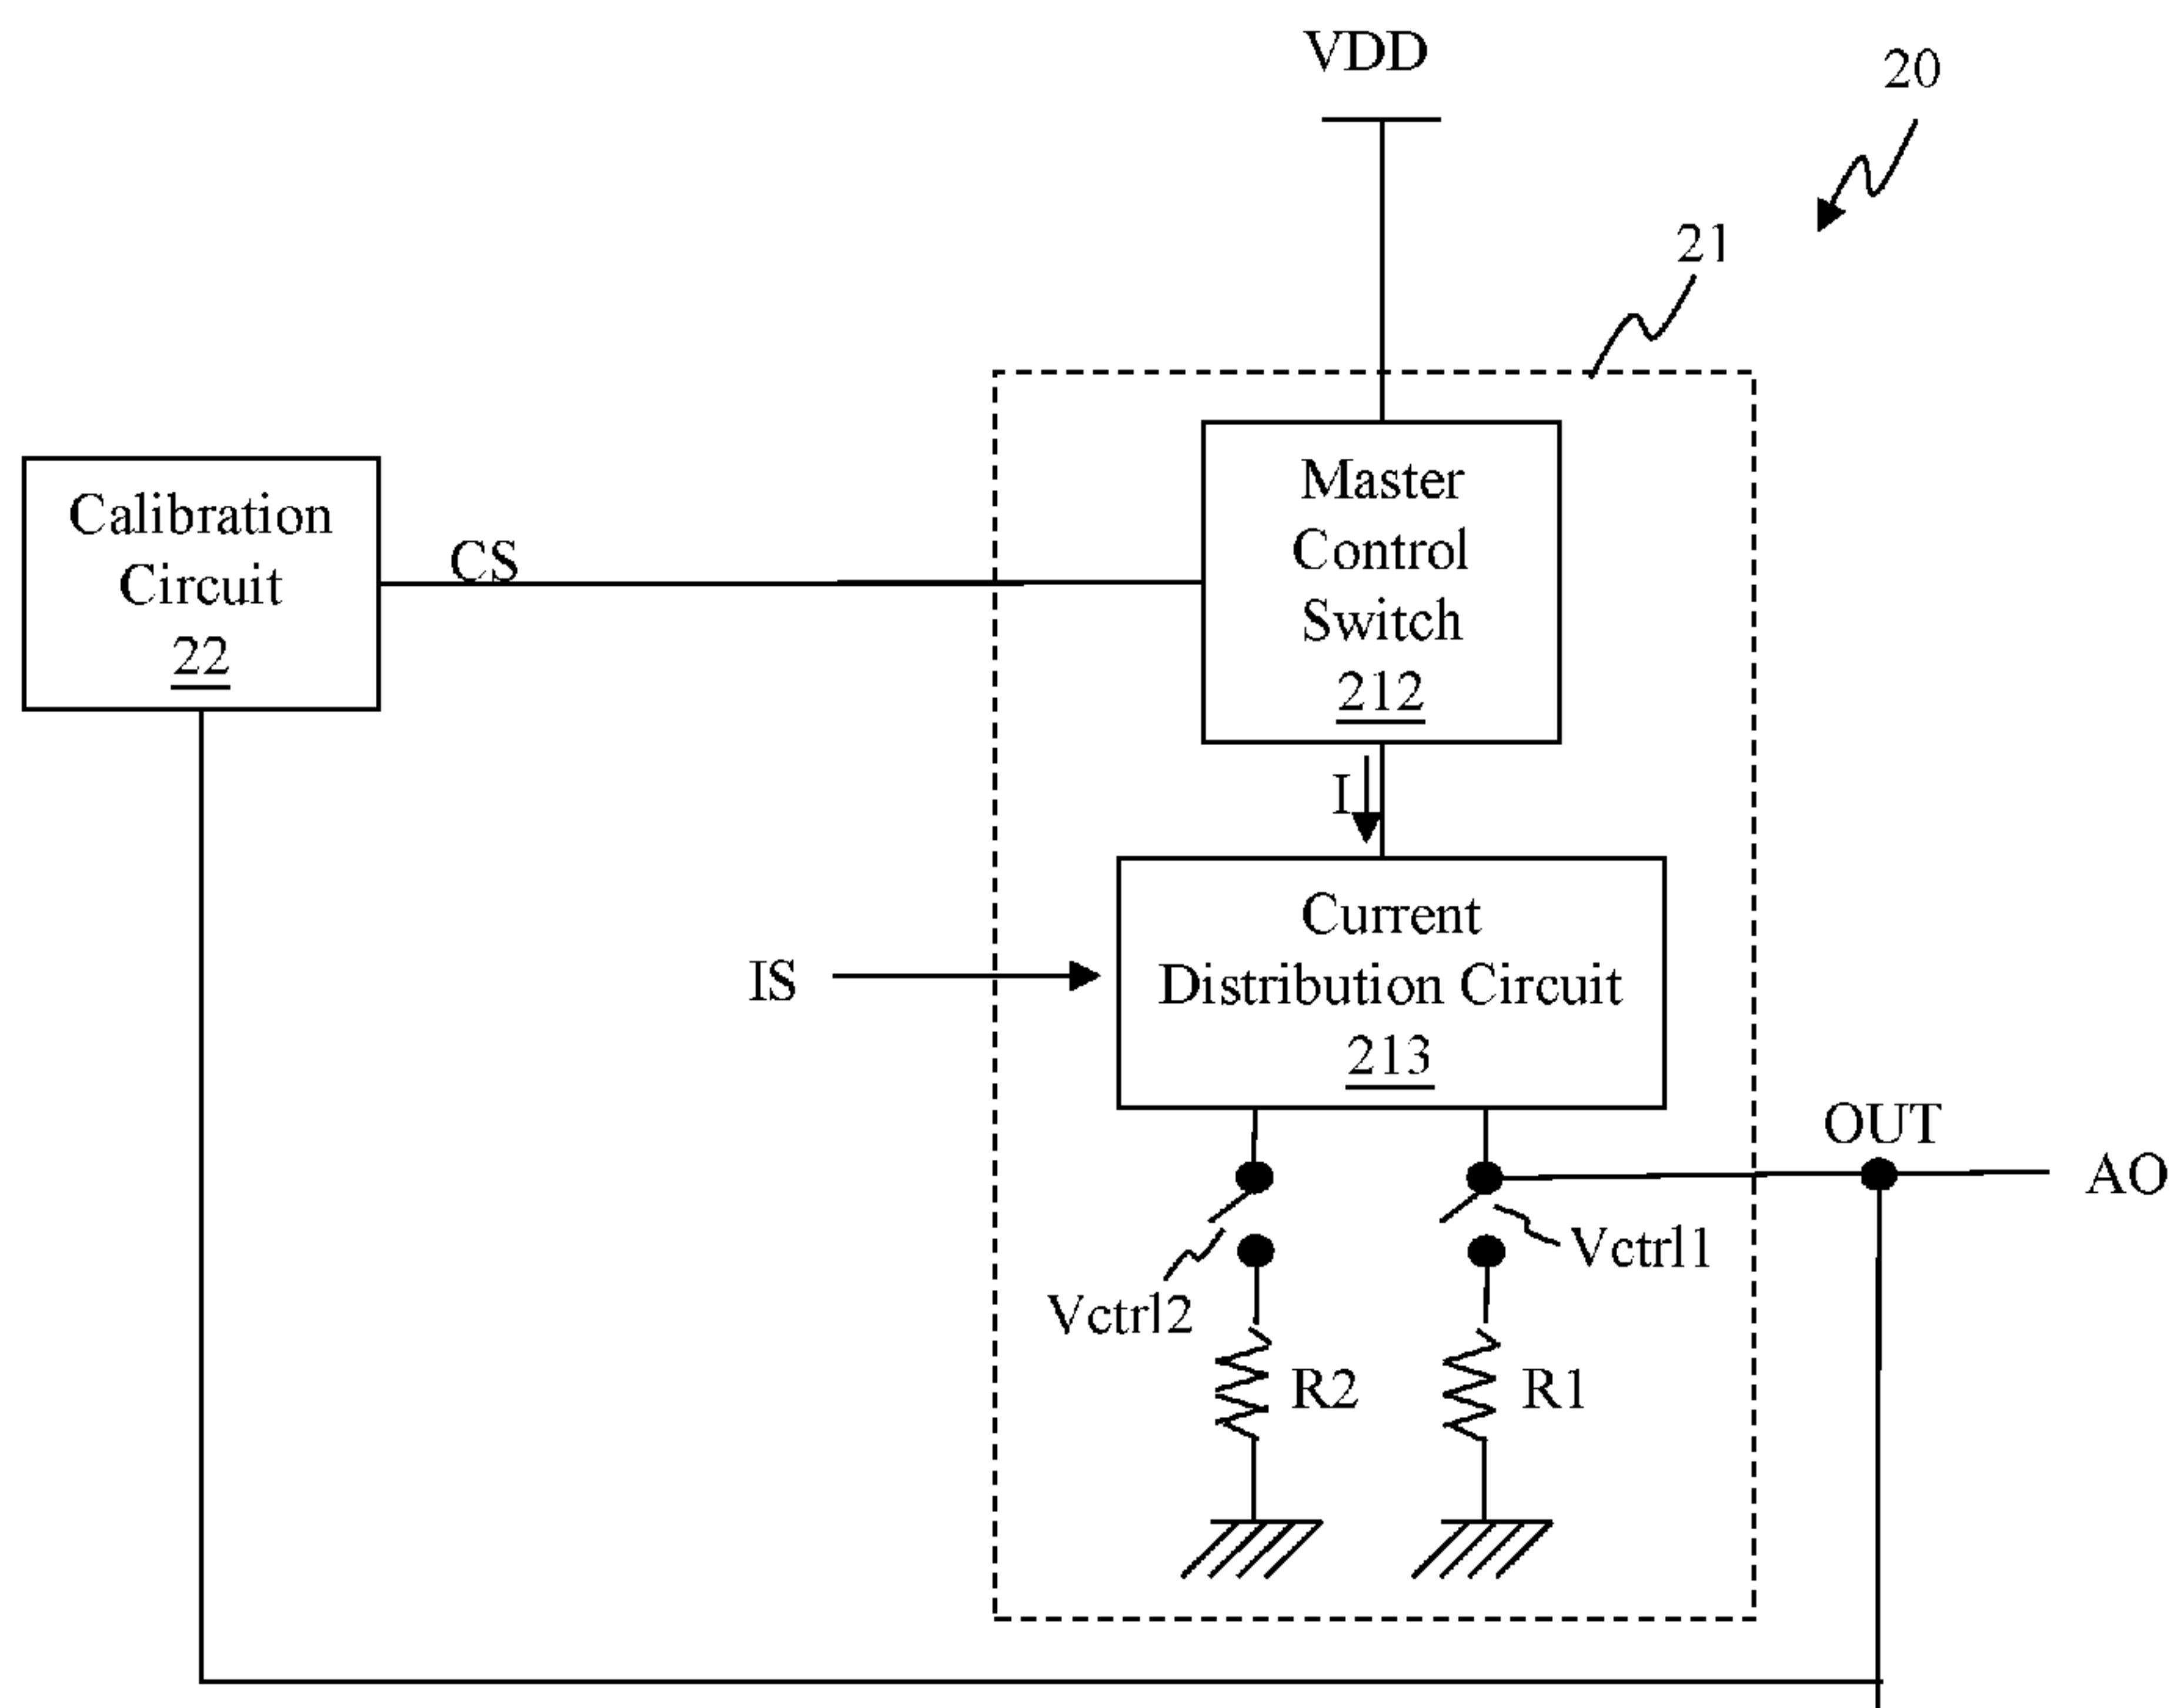 VDD
20
21
Calibration
Circuit
22
CS
Master
Control
Switch
212
I
Current
Distribution Circuit
213
IS
OUT
AO
Vctrl1
Vctrl2
R2
R1